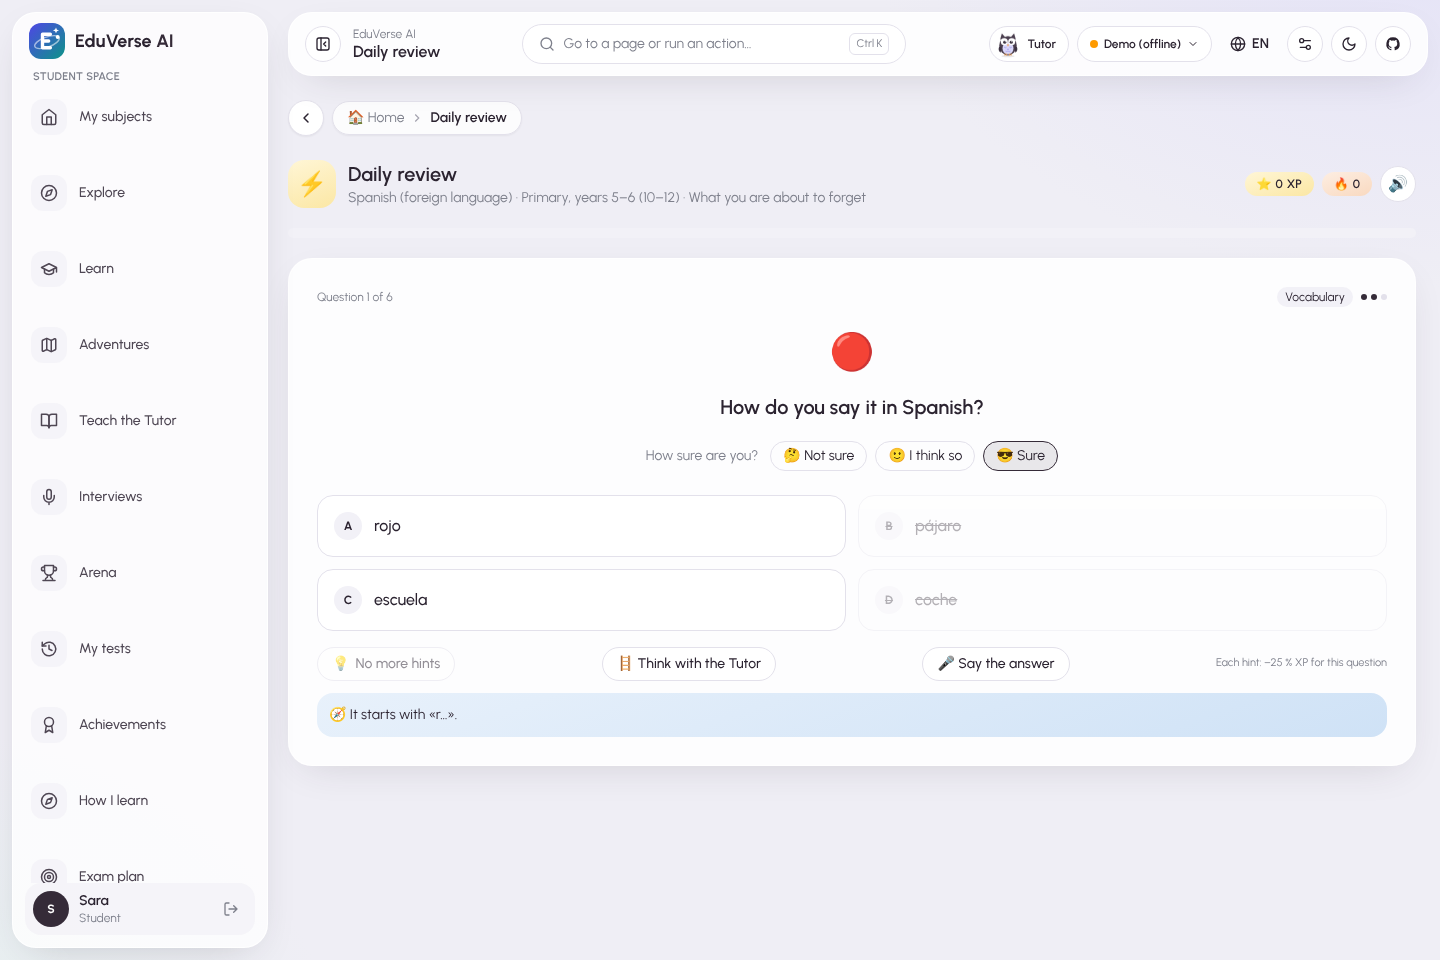 EduVerse AI
STUDENT SPACE
My subjects
Explore
Learn
Adventures
Teach the Tutor
Interviews
Arena
My tests
Achievements
How I learn
Exam plan
S
Sara
Student
EduVerse AI
Daily review
Go to a page or run an action...
Ctrl K
Tutor
Demo (offline)
EN
Home
Daily review
Daily review
Spanish (foreign language) · Primary, years 5–6 (10–12) · What you are about to forget
0 XP
0
Question 1 of 6
Vocabulary
How do you say it in Spanish?
How sure are you?
Not sure
I think so
Sure
A rojo
B pájaro
C escuela
D coche
No more hints
Think with the Tutor
Say the answer
Each hint: −25 % XP for this question
It starts with «r…».